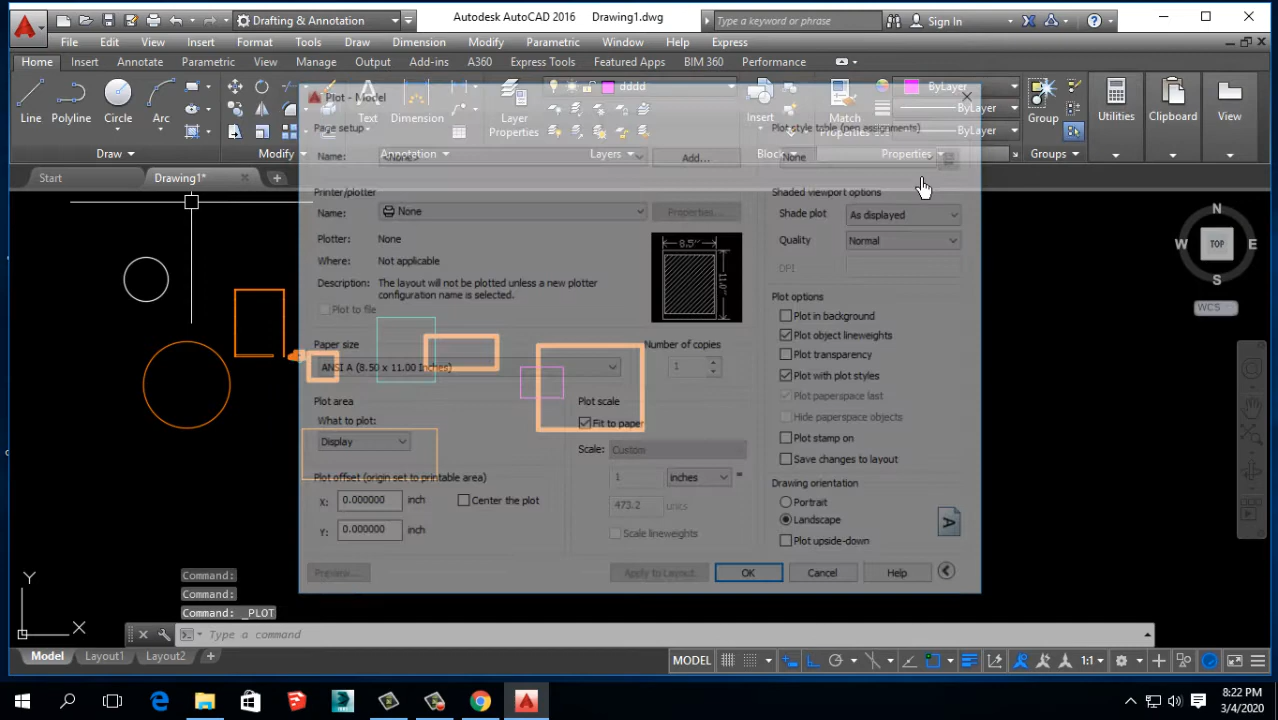 Drafting & Annotation
Autodesk AutoCAD 2016 Drawing1.dwg
Type a keyword or phrase
Sign In
File Edit View Insert Format Tools Draw Dimension Modify Parametric Window Help Express
Home Insert Annotate Parametric View Manage Output Add-ins A360 Express Tools Featured Apps BIM 360 Performance
Line Polyline Circle Arc
Text Dimension
Layer Properties
dddd
Insert
Match Properties
ByLayer
ByLayer
ByLayer
Group Utilities Clipboard View
Draw Modify Annotation Layers Block Properties Groups
Start Drawing1*
Plot - Model
Page setup
Name: <None> Add...
Printer/plotter
Name: None Properties...
Plotter: None
Where: Not applicable
Description: The layout will not be plotted unless a new plotter
configuration name is selected.
Plot to file
8.5''
11.0''
Paper size
ANSI A (8.50 x 11.00 Inches)
Number of copies
1
Plot area
What to plot:
Display
Plot offset (origin set to printable area)
X: 0.000000 inch Center the plot
Y: 0.000000 inch
Plot scale
Fit to paper
Scale: Custom
1 inches =
473.2 units
Scale lineweights
Plot style table (pen assignments)
None
Shaded viewport options
Shade plot As displayed
Quality Normal
DPI
Plot options
Plot in background
Plot object lineweights
Plot transparency
Plot with plot styles
Plot paperspace last
Hide paperspace objects
Plot stamp on
Save changes to layout
Drawing orientation
Portrait
Landscape
Plot upside-down
A
Preview... Apply to Layout OK Cancel Help
N
W TOP E
S
WCS
Y
X
Command:
Command:
Command: _PLOT
Type a command
Model Layout1 Layout2 +
MODEL 1:1
8:22 PM
3/4/2020